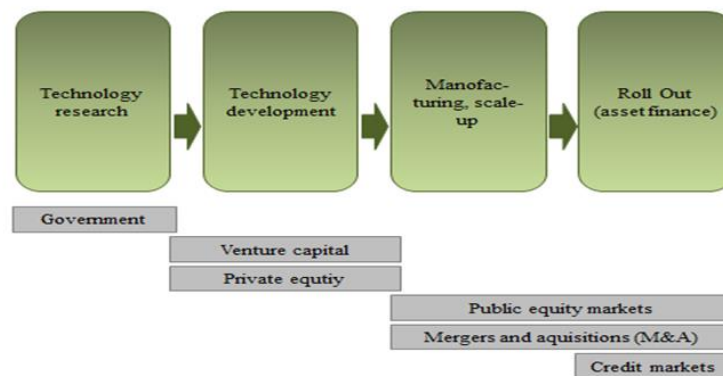 Technology
research
Technology
development
Manofac-
turing, scale-
up
Roll Out
(asset finance)
Government
Venture capital
Private equtiy
Public equity markets
Mergers and aquisitions (M&A)
Credit markets